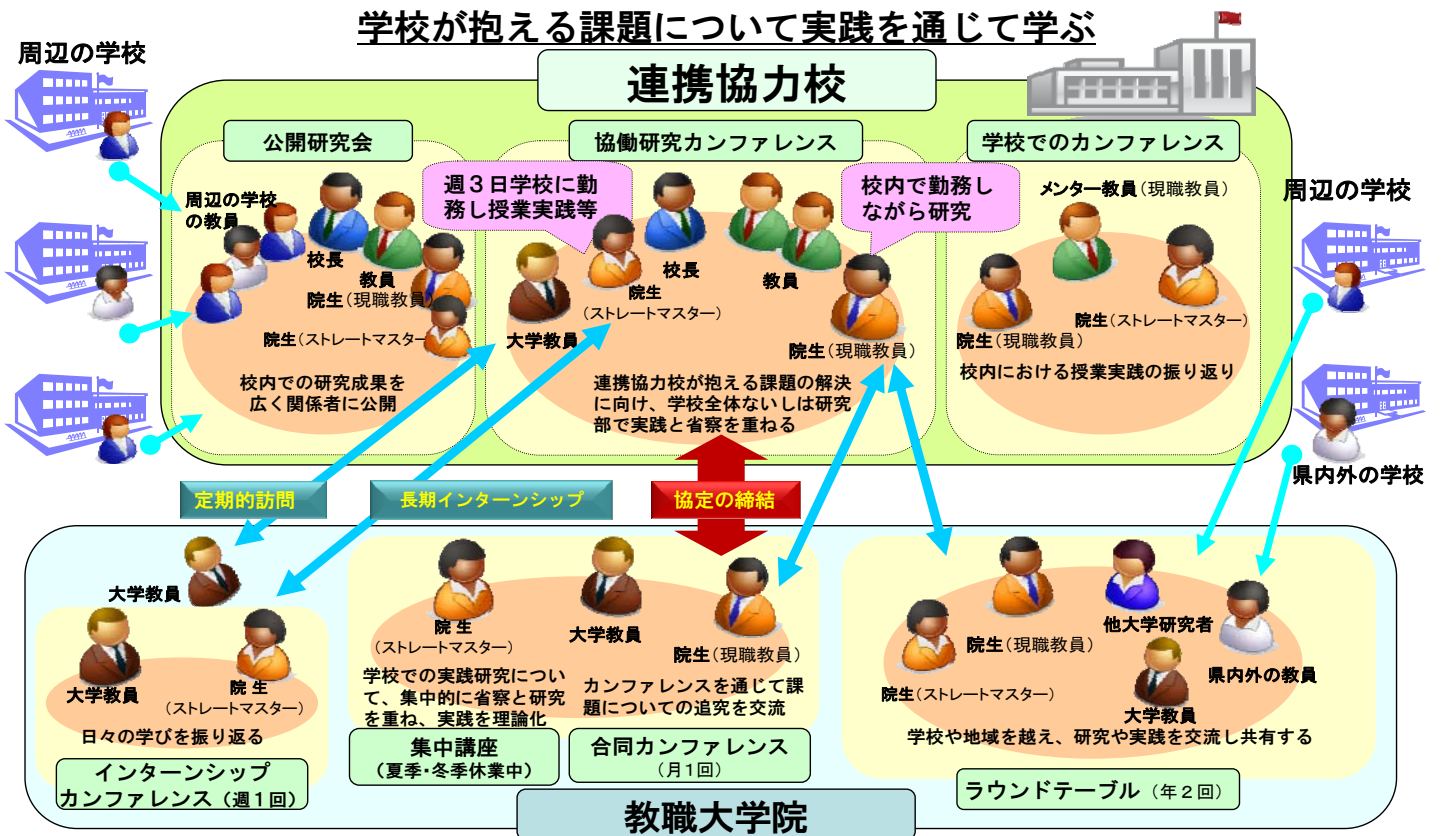 学校が抱える課題について実践を通じて学ぶ
周辺の学校
連携協力校
公開研究会
協働研究カンファレンス
学校でのカンファレンス
週３日学校に勤
務し授業実践等
校内で勤務し
ながら研究
メンター教員（現職教員）
周辺の学校
周辺の学校
の教員
校長
教員
院生（現職教員）
院生（ストレートマスター）
校内での研究成果を
広く関係者に公開
校長
教員
院生
（ストレートマスター）
大学教員
院生（現職教員）
連携協力校が抱える課題の解決
に向け、学校全体ないしは研究
部で実践と省察を重ねる
院生（ストレートマスター）
院生
（現職教員）
校内における授業実践の振り返り
県内外の学校
定期的訪問
長期インターンシップ
協定の締結
大学教員
大学教員
院 生
（ストレートマスター）
日々の学びを振り返る
インターンシップ
カンファレンス（週１回）
院 生
（ストレートマスター）
大学教員
院生（現職教員）
学校での実践研究につい
て、集中的に省察と研究
を重ね、実践を理論化
カンファレンスを通じて課
題についての追究を交流
集中講座
（夏季・冬季休業中）
合同カンファレンス
（月１回）
院生（現職教員）
他大学研究者
県内外の教員
院生（ストレートマスター）
大学教員
学校や地域を越え、研究や実践を交流し共有する
ラウンドテーブル（年２回）
教職大学院